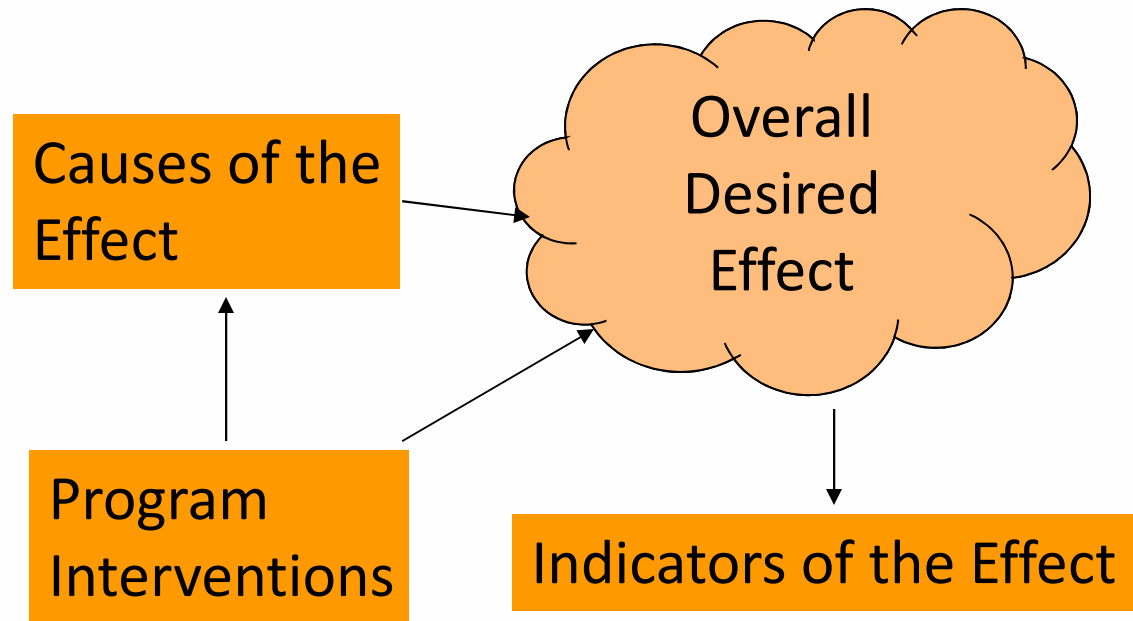 Overall
Desired
Effect
Causes of the
Effect
Program
Interventions
Indicators of the Effect